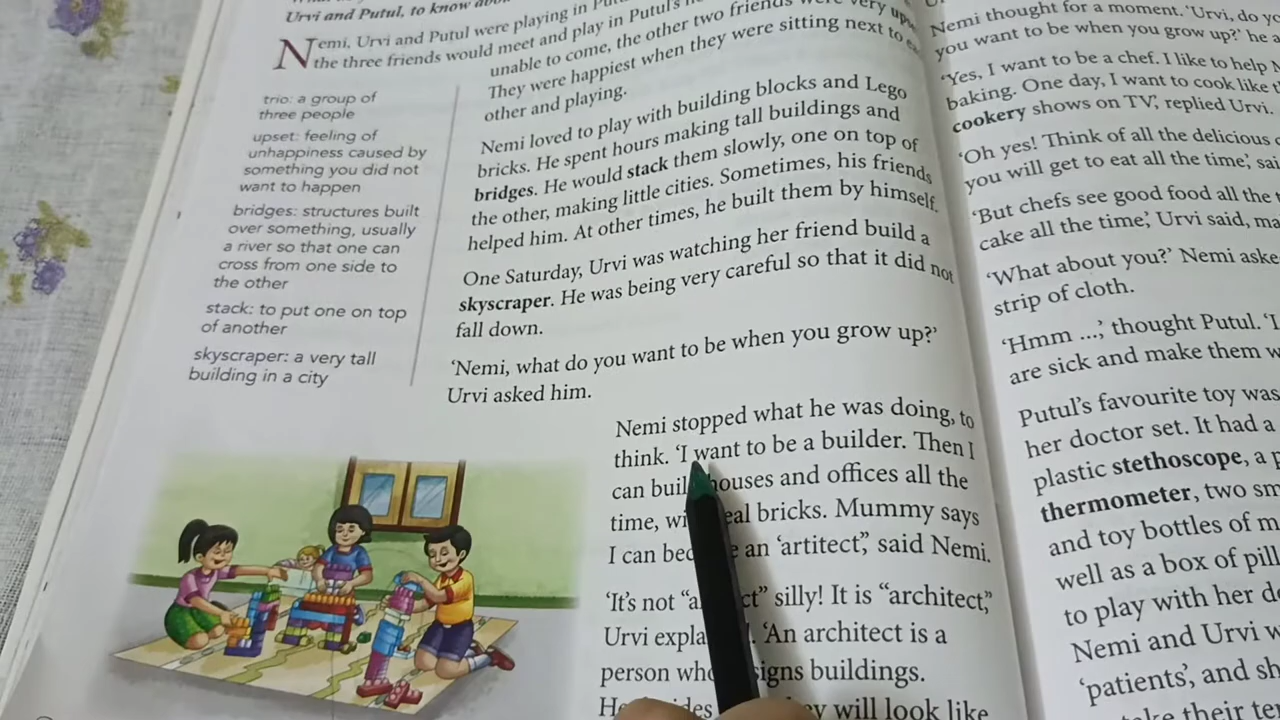 Urvi and Putul, to know
Nemi, Urvi and Putul were playing in
the three friends would meet and play in Putul's
unable to come, the other two friends were very
They were happiest when they were sitting next to
other and playing.
trio: a group of
three people
upset: feeling of
unhappiness caused by
something you did not
want to happen
bridges: structures built
over something, usually
a river so that one can
cross from one side to
the other
stack: to put one on top
of another
skyscraper: a very tall
building in a city
Nemi loved to play with building blocks and Lego
bricks. He spent hours making tall buildings and
bridges. He would stack them slowly, one on top of
the other, making little cities. Sometimes, his friends
helped him. At other times, he built them by himself.
One Saturday, Urvi was watching her friend build a
skyscraper. He was being very careful so that it did not
fall down.
‘Nemi, what do you want to be when you grow up?’
Urvi asked him.
Nemi stopped what he was doing, to
think. ‘I want to be a builder. Then I
can houses and offices all the
time, bricks. Mummy says
I can an ‘artitect”, said Nemi.
‘It's not silly! It is “architect,”
Urvi ‘An architect is a
person buildings.
will look like
Nemi thought for a moment. ‘Urvi, do
you want to be when you grow up?’ he
‘Yes, I want to be a chef. I like to help
baking. One day, I want to cook like
cookery shows on TV’, replied Urvi.
‘Oh yes! Think of all the delicious
you will get to eat all the time’,
‘But chefs see good food all the
cake all the time’, Urvi said,
‘What about you?’ Nemi
strip of cloth.
‘Hmm ...’, thought Putul.
are sick and make them
Putul's favourite toy was
her doctor set. It had a
plastic stethoscope, a
thermometer, two
and toy bottles of
well as a box of
to play with her
Nemi and Urvi
‘patients’, and
their